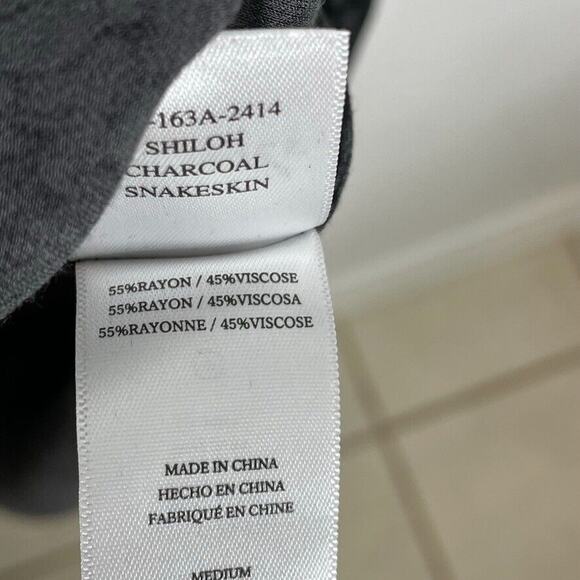 -163A-2414
SHILOH
CHARCOAL
SNAKESKIN
55%RAYON / 45%VISCOSE
55%RAYON / 45%VISCOSA
55%RAYONNE / 45%VISCOSE
MADE IN CHINA
HECHO EN CHINA
FABRIQUÉ EN CHINE
MEDIUM